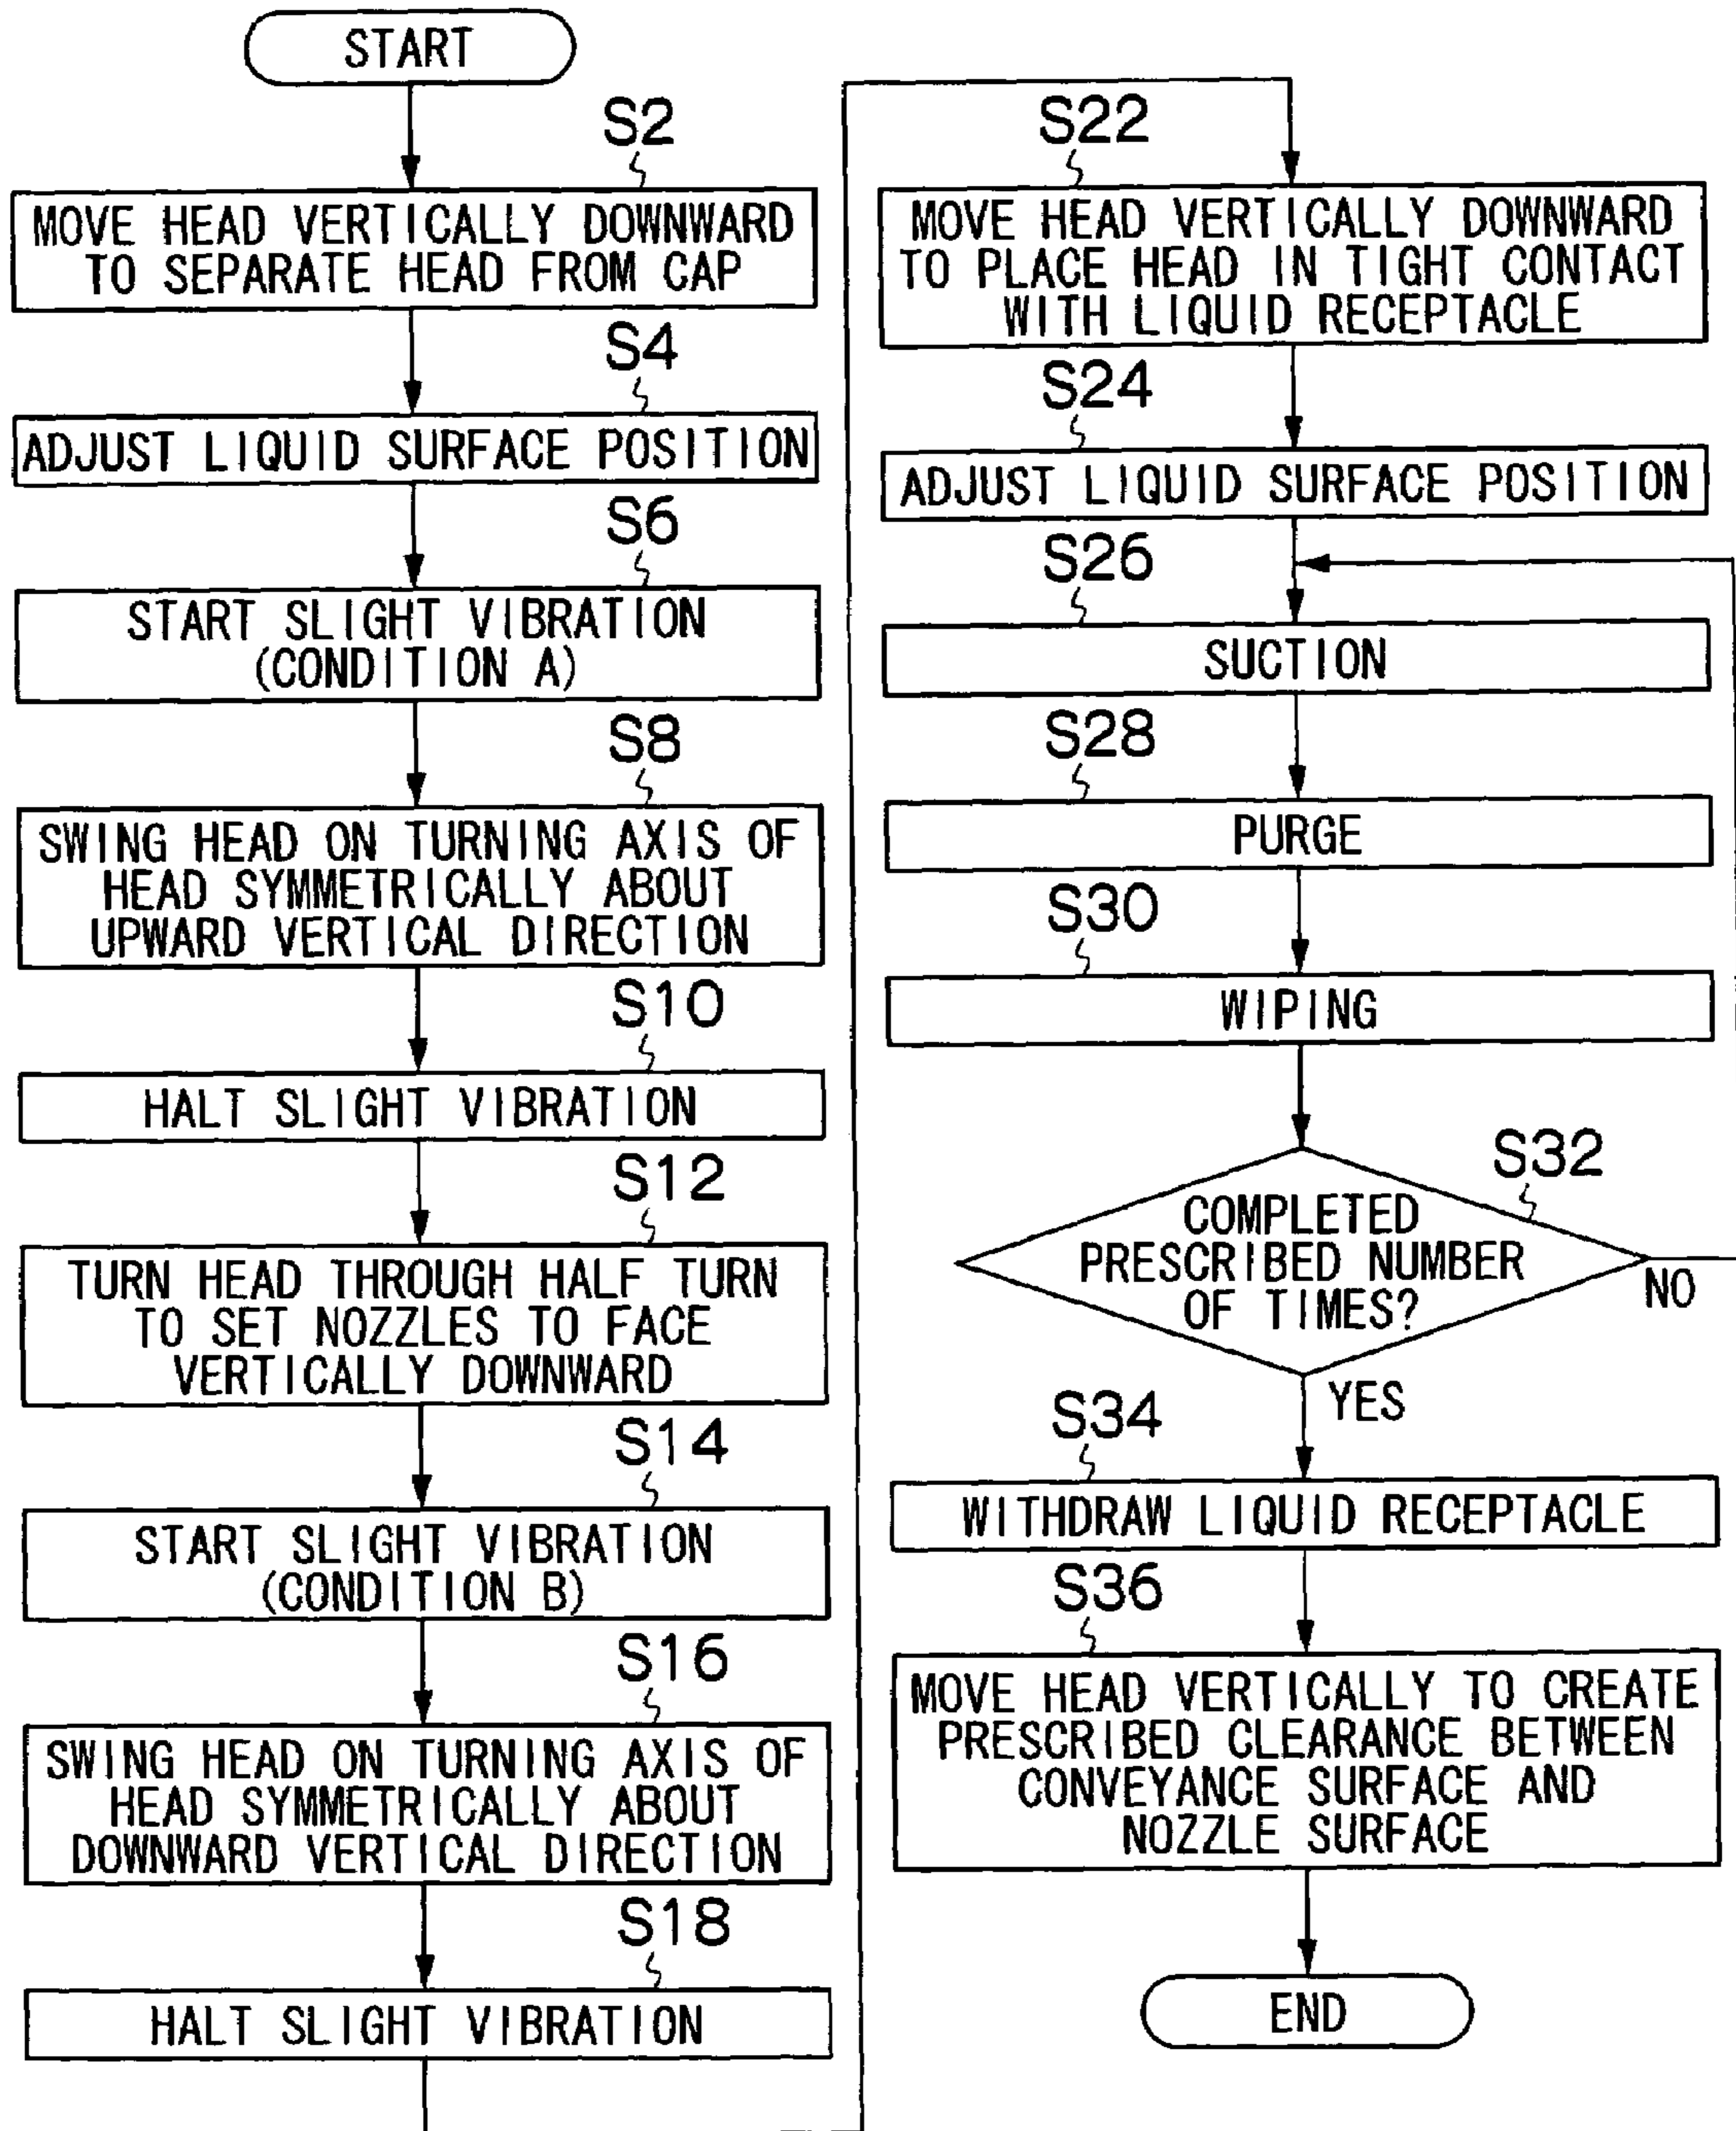 START
S2
MOVE HEAD VERTICALLY DOWNWARD
TO SEPARATE HEAD FROM CAP
S4
ADJUST LIQUID SURFACE POSITION
S6
START SLIGHT VIBRATION
(CONDITION A)
S8
SWING HEAD ON TURNING AXIS OF
HEAD SYMMETRICALLY ABOUT
UPWARD VERTICAL DIRECTION
S10
HALT SLIGHT VIBRATION
S12
TURN HEAD THROUGH HALF TURN
TO SET NOZZLES TO FACE
VERTICALLY DOWNWARD
S14
START SLIGHT VIBRATION
(CONDITION B)
S16
SWING HEAD ON TURNING AXIS OF
HEAD SYMMETRICALLY ABOUT
DOWNWARD VERTICAL DIRECTION
S18
HALT SLIGHT VIBRATION
S22
MOVE HEAD VERTICALLY DOWNWARD
TO PLACE HEAD IN TIGHT CONTACT
WITH LIQUID RECEPTACLE
S24
ADJUST LIQUID SURFACE POSITION
S26
SUCTION
S28
PURGE
S30
WIPING
S32
COMPLETED
PRESCRIBED NUMBER
OF TIMES?
NO
YES
S34
WITHDRAW LIQUID RECEPTACLE
S36
MOVE HEAD VERTICALLY TO CREATE
PRESCRIBED CLEARANCE BETWEEN
CONVEYANCE SURFACE AND
NOZZLE SURFACE
END